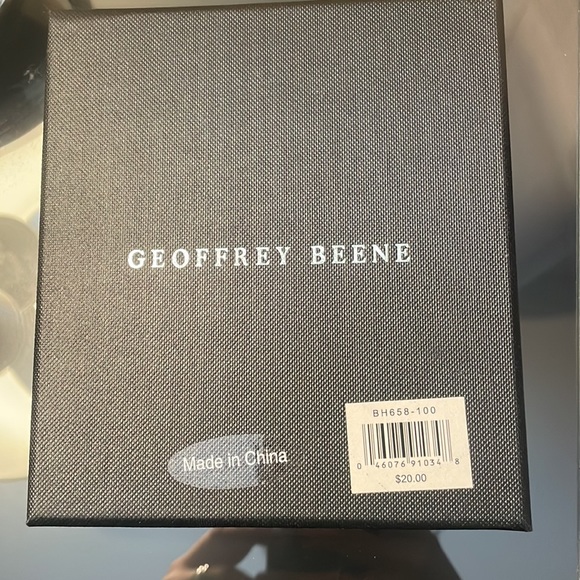 GEOFFREY BEENE
Made in China
BH658-100
0 46076 91034 8
$20.00